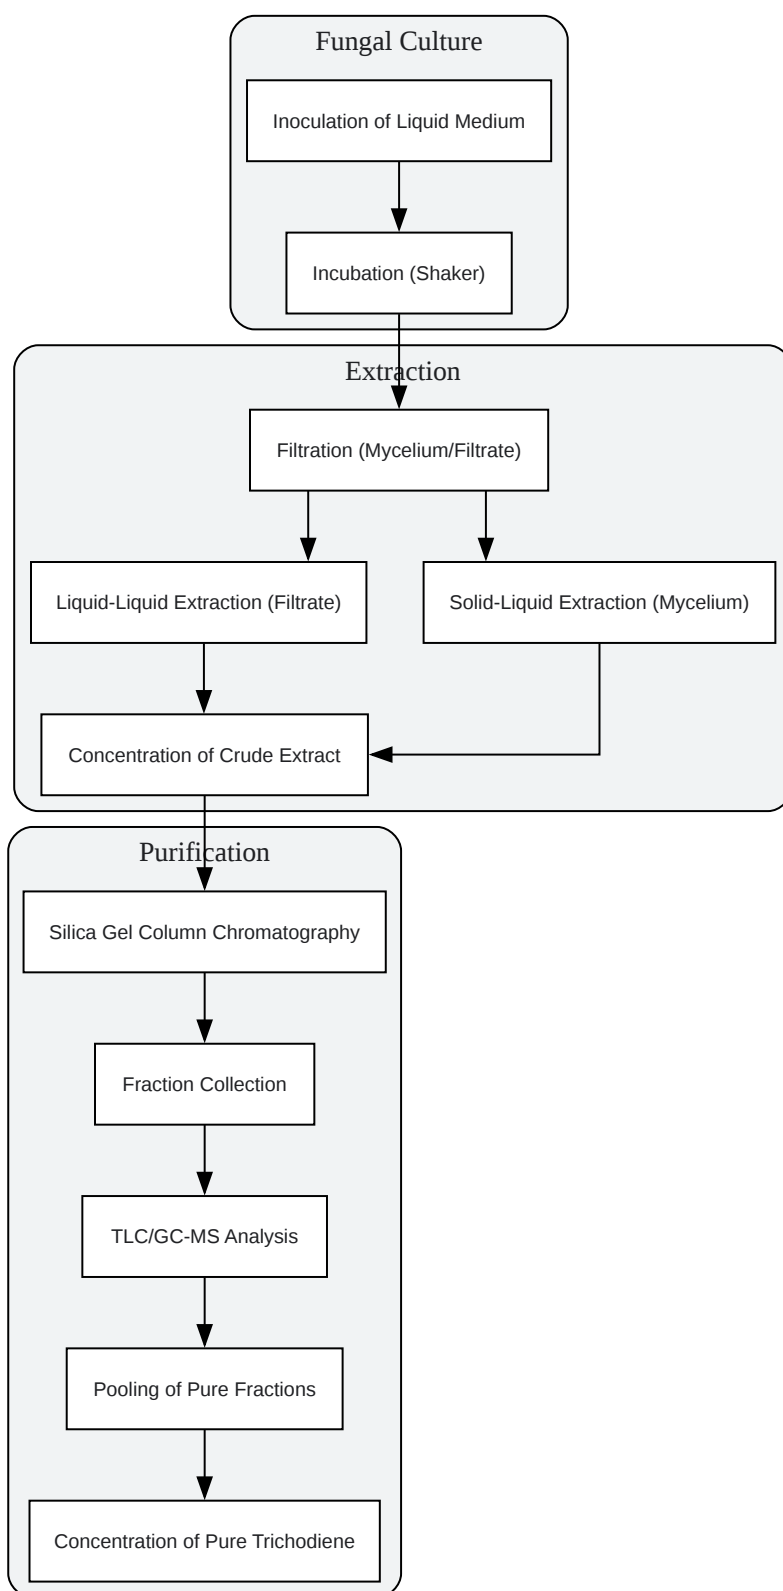 Fungal Culture
Inoculation of Liquid Medium
Incubation (Shaker)
Extraction
Filtration (Mycelium/Filtrate)
Liquid-Liquid Extraction (Filtrate)
Solid-Liquid Extraction (Mycelium)
Concentration of Crude Extract
Purification
Silica Gel Column Chromatography
Fraction Collection
TLC/GC-MS Analysis
Pooling of Pure Fractions
Concentration of Pure Trichodiene